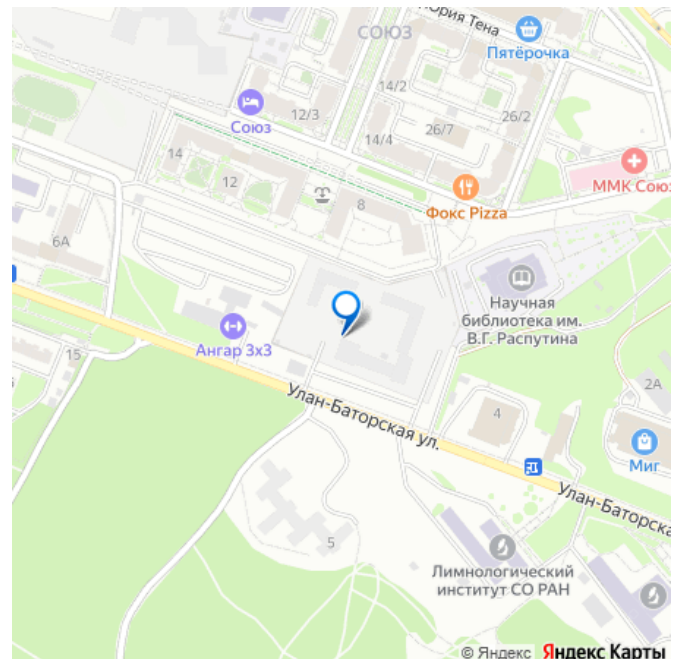 Юрия Тена
СОЮЗ
Пятёрочка
14/2
12/3
26/2
Союз
26/7
14/4
14
ММК Союз
12
8
Фокс Pizza
6А
Научная
библиотека им.
В.Г. Распутина
Ангар 3х3
15
2А
Улан-Баторская ул.
4
Миг
Улан-Баторска
5
Лимнологический
институт СО РАН
© Яндекс Яндекс Карты